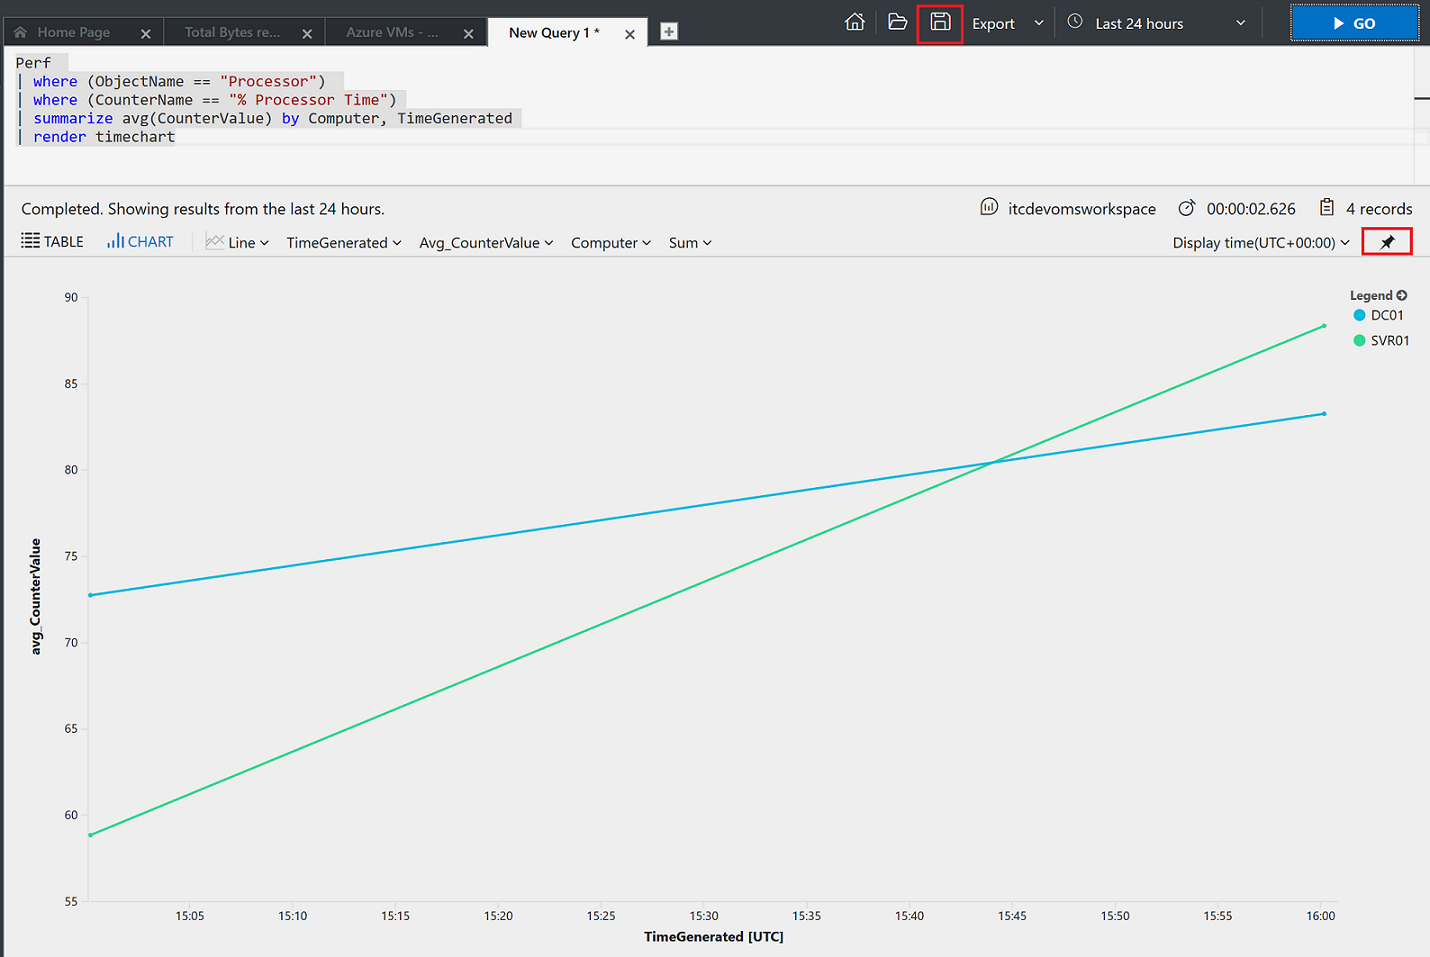 Home Page
Total Bytes re...
Azure VMs - ...
New Query 1 *
Export
Last 24 hours
GO
Perf
| where (ObjectName == "Processor")
| where (CounterName == "% Processor Time")
| summarize avg(CounterValue) by Computer, TimeGenerated
| render timechart
Completed. Showing results from the last 24 hours.
itcdevomsworkspace
00:00:02.626
4 records
TABLE
CHART
Line
TimeGenerated
Avg_CounterValue
Computer
Sum
Display time(UTC+00:00)
Legend
DC01
SVR01
avg_CounterValue
90
85
80
75
70
65
60
55
15:05
15:10
15:15
15:20
15:25
15:30
15:35
15:40
15:45
15:50
15:55
16:00
TimeGenerated [UTC]